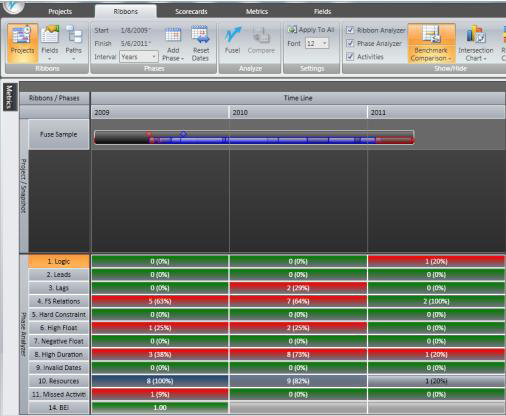 Projects Ribbons Scorecards Metrics Fields
Start 1/8/2009
Finish 5/6/2011
Interval Years
Projects Fields Paths
Add Phase
Reset Dates
Fuse! Compare
Apply To All
Font 12
Ribbon Analyzer
Phase Analyzer
Activities
Benchmark Comparison
Intersection Chart
Ribbons Phases Analyze Settings Show/Hide
Metrics
Ribbons / Phases Time Line
2009 2010 2011
Project / Snapshot
Fuse Sample
Phase Analyzer
1. Logic 0 (0%) 0 (0%) 1 (20%)
2. Leads 0 (0%) 0 (0%) 0 (0%)
3. Lags 0 (0%) 2 (29%) 0 (0%)
4. FS Relations 5 (63%) 7 (64%) 2 (100%)
5. Hard Constraint 0 (0%) 0 (0%) 0 (0%)
6. High Float 1 (25%) 2 (25%) 0 (0%)
7. Negative Float 0 (0%) 0 (0%) 0 (0%)
8. High Duration 3 (38%) 8 (73%) 1 (20%)
9. Invalid Dates 0 (0%) 0 (0%) 0 (0%)
10. Resources 8 (100%) 9 (82%) 1 (20%)
11. Missed Activiti 1 (9%) 0 (0%) 0 (0%)
14. BEI 1.00